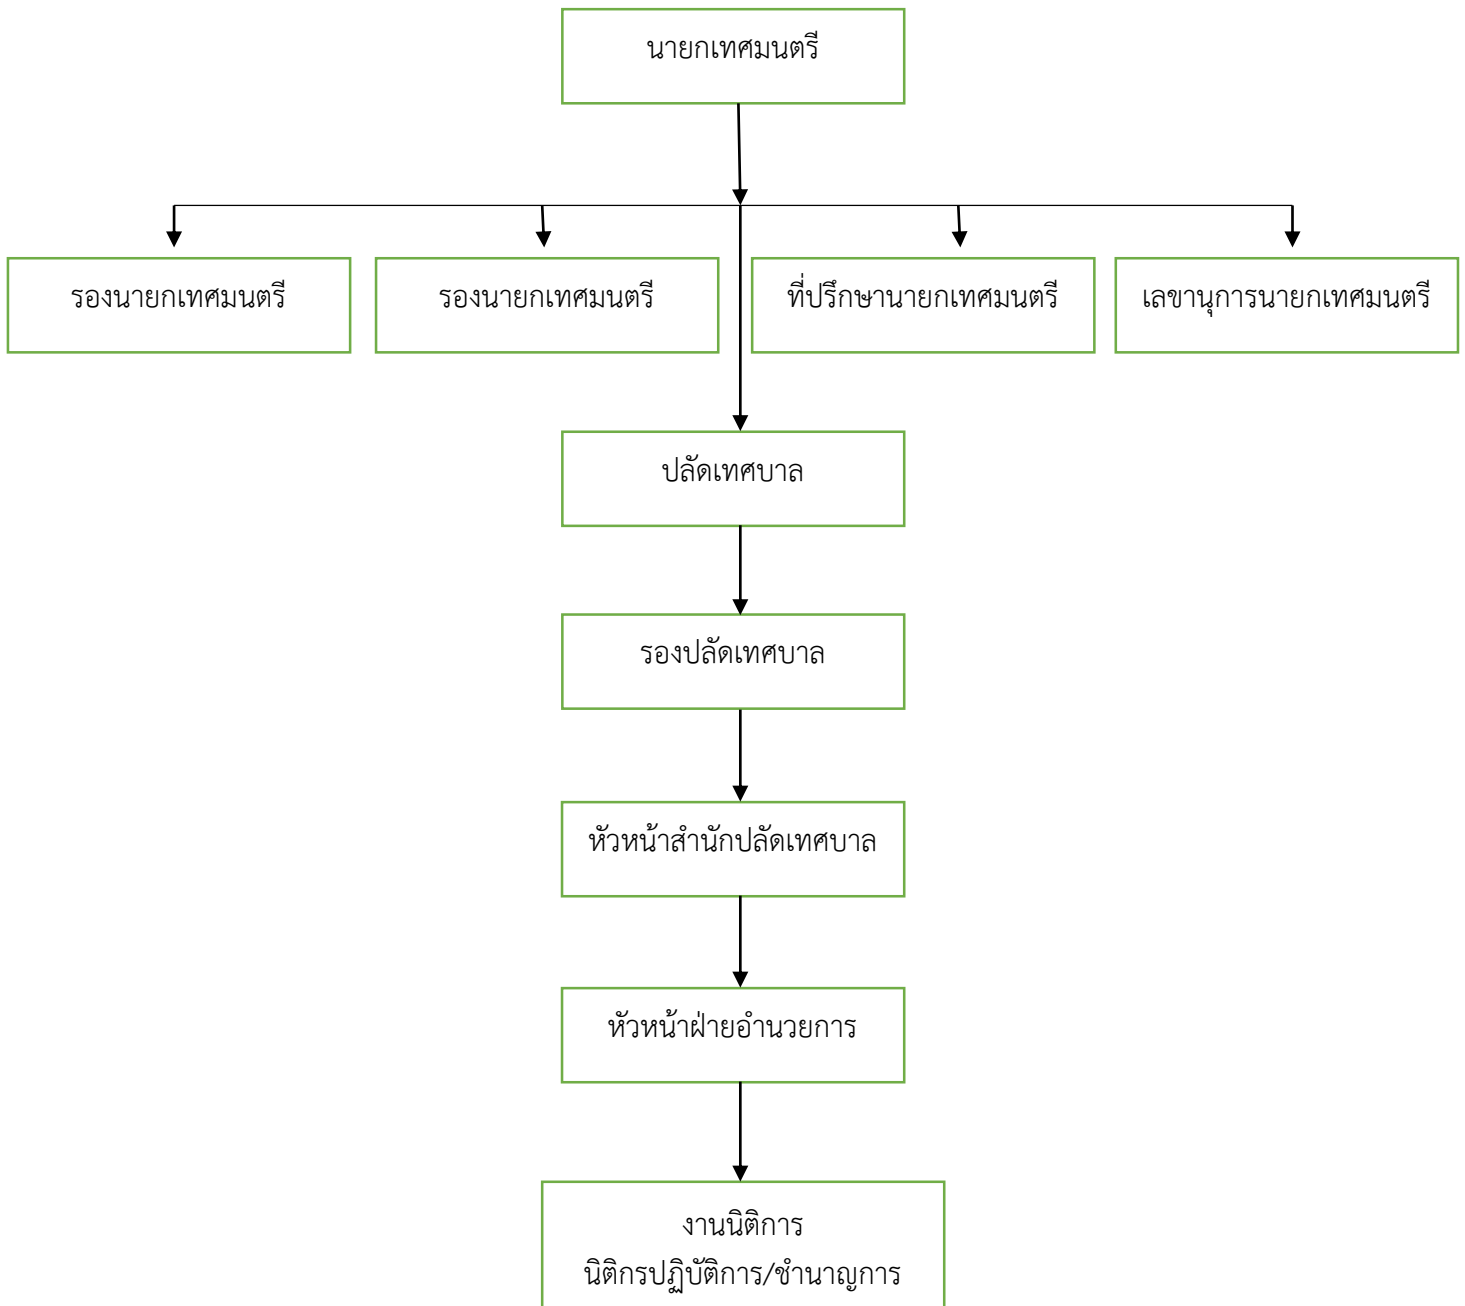 นายกเทศมนตรี
รองนายกเทศมนตรี
รองนายกเทศมนตรี
ที่ปรึกษานายกเทศมนตรี
เลขานุการนายกเทศมนตรี
ปลัดเทศบาล
รองปลัดเทศบาล
หัวหน้าสำนักปลัดเทศบาล
หัวหน้าฝ่ายอำนวยการ
งานนิติการ
นิติกรปฏิบัติการ/ชำนาญการ